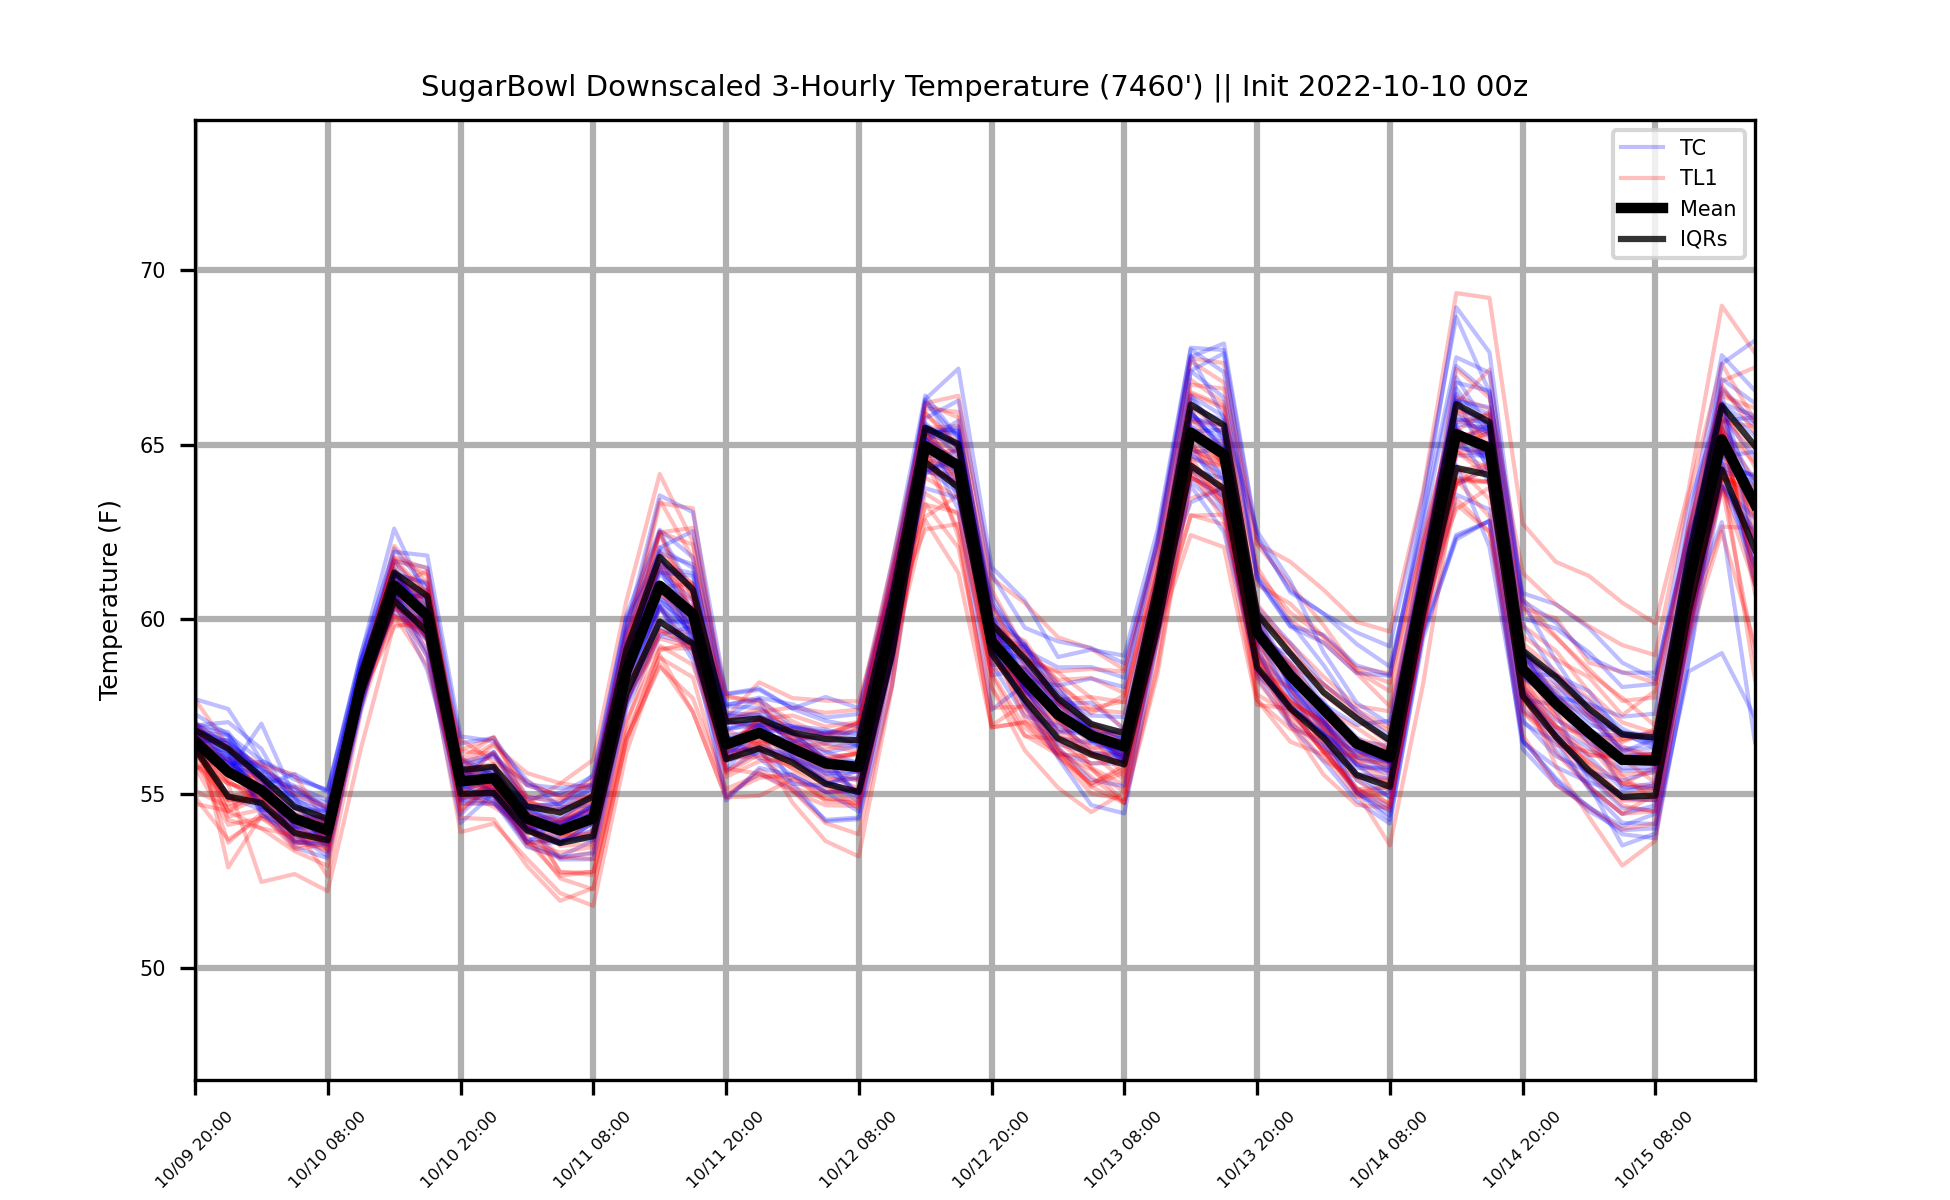 SugarBowl Downscaled 3-Hourly Temperature (7460') || Init 2022-10-10 00z
TC
TL1
Mean
IQRs
Temperature (F)
70
65
60
55
50
10/09 20:00
10/10 08:00
10/10 20:00
10/11 08:00
10/11 20:00
10/12 08:00
10/12 20:00
10/13 08:00
10/13 20:00
10/14 08:00
10/14 20:00
10/15 08:00